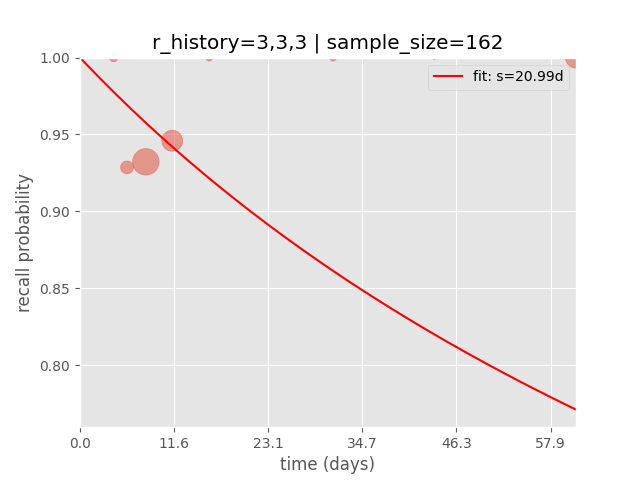 r_history=3,3,3 | sample_size=162
fit: s=20.99d
recall probability
1.00
0.95
0.90
0.85
0.80
0.0 11.6 23.1 34.7 46.3 57.9
time (days)